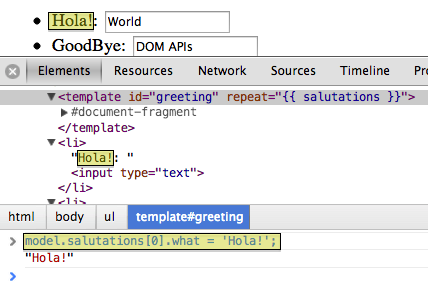 Hola!: World
GoodBye: DOM APIs
Elements Resources Network Sources Timeline
<template id="greeting" repeat="{{ salutations }}">
#document-fragment
</template>
<li>
"Hola!: "
<input type="text">
</li>
<li>
html body ul template#greeting
> model.salutations[0].what = 'Hola!';
"Hola!"
>